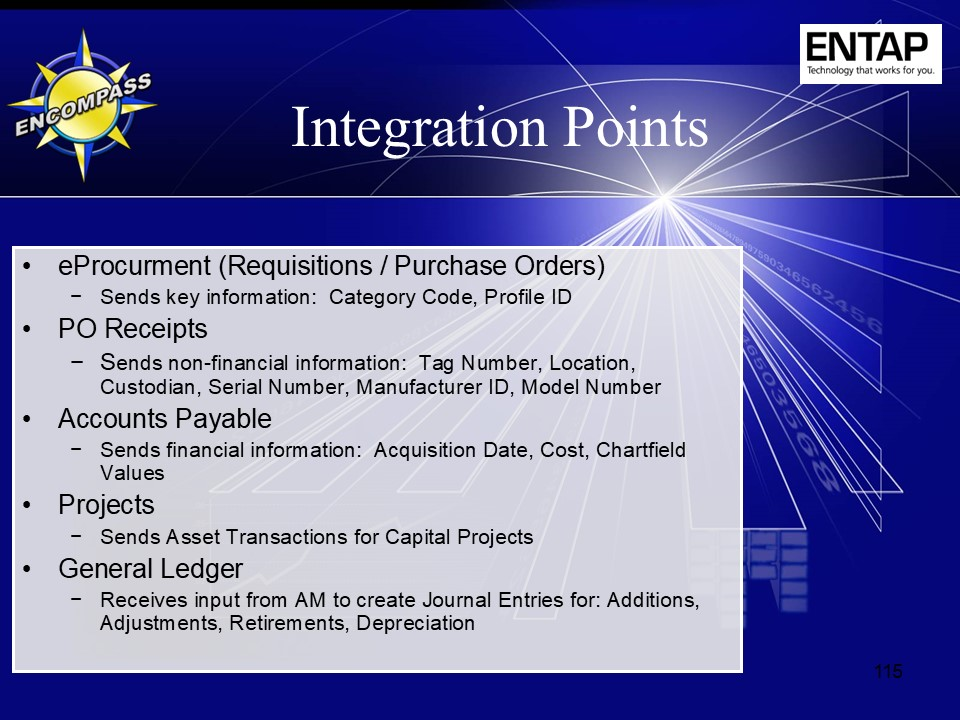 ENCOMPASS
ENTAP
Technology that works for you.
Integration Points
• eProcurment (Requisitions / Purchase Orders)
− Sends key information:  Category Code, Profile ID
• PO Receipts
− Sends non-financial information:  Tag Number, Location,
Custodian, Serial Number, Manufacturer ID, Model Number
• Accounts Payable
− Sends financial information:  Acquisition Date, Cost, Chartfield
Values
• Projects
− Sends Asset Transactions for Capital Projects
• General Ledger
− Receives input from AM to create Journal Entries for: Additions,
Adjustments, Retirements, Depreciation
115